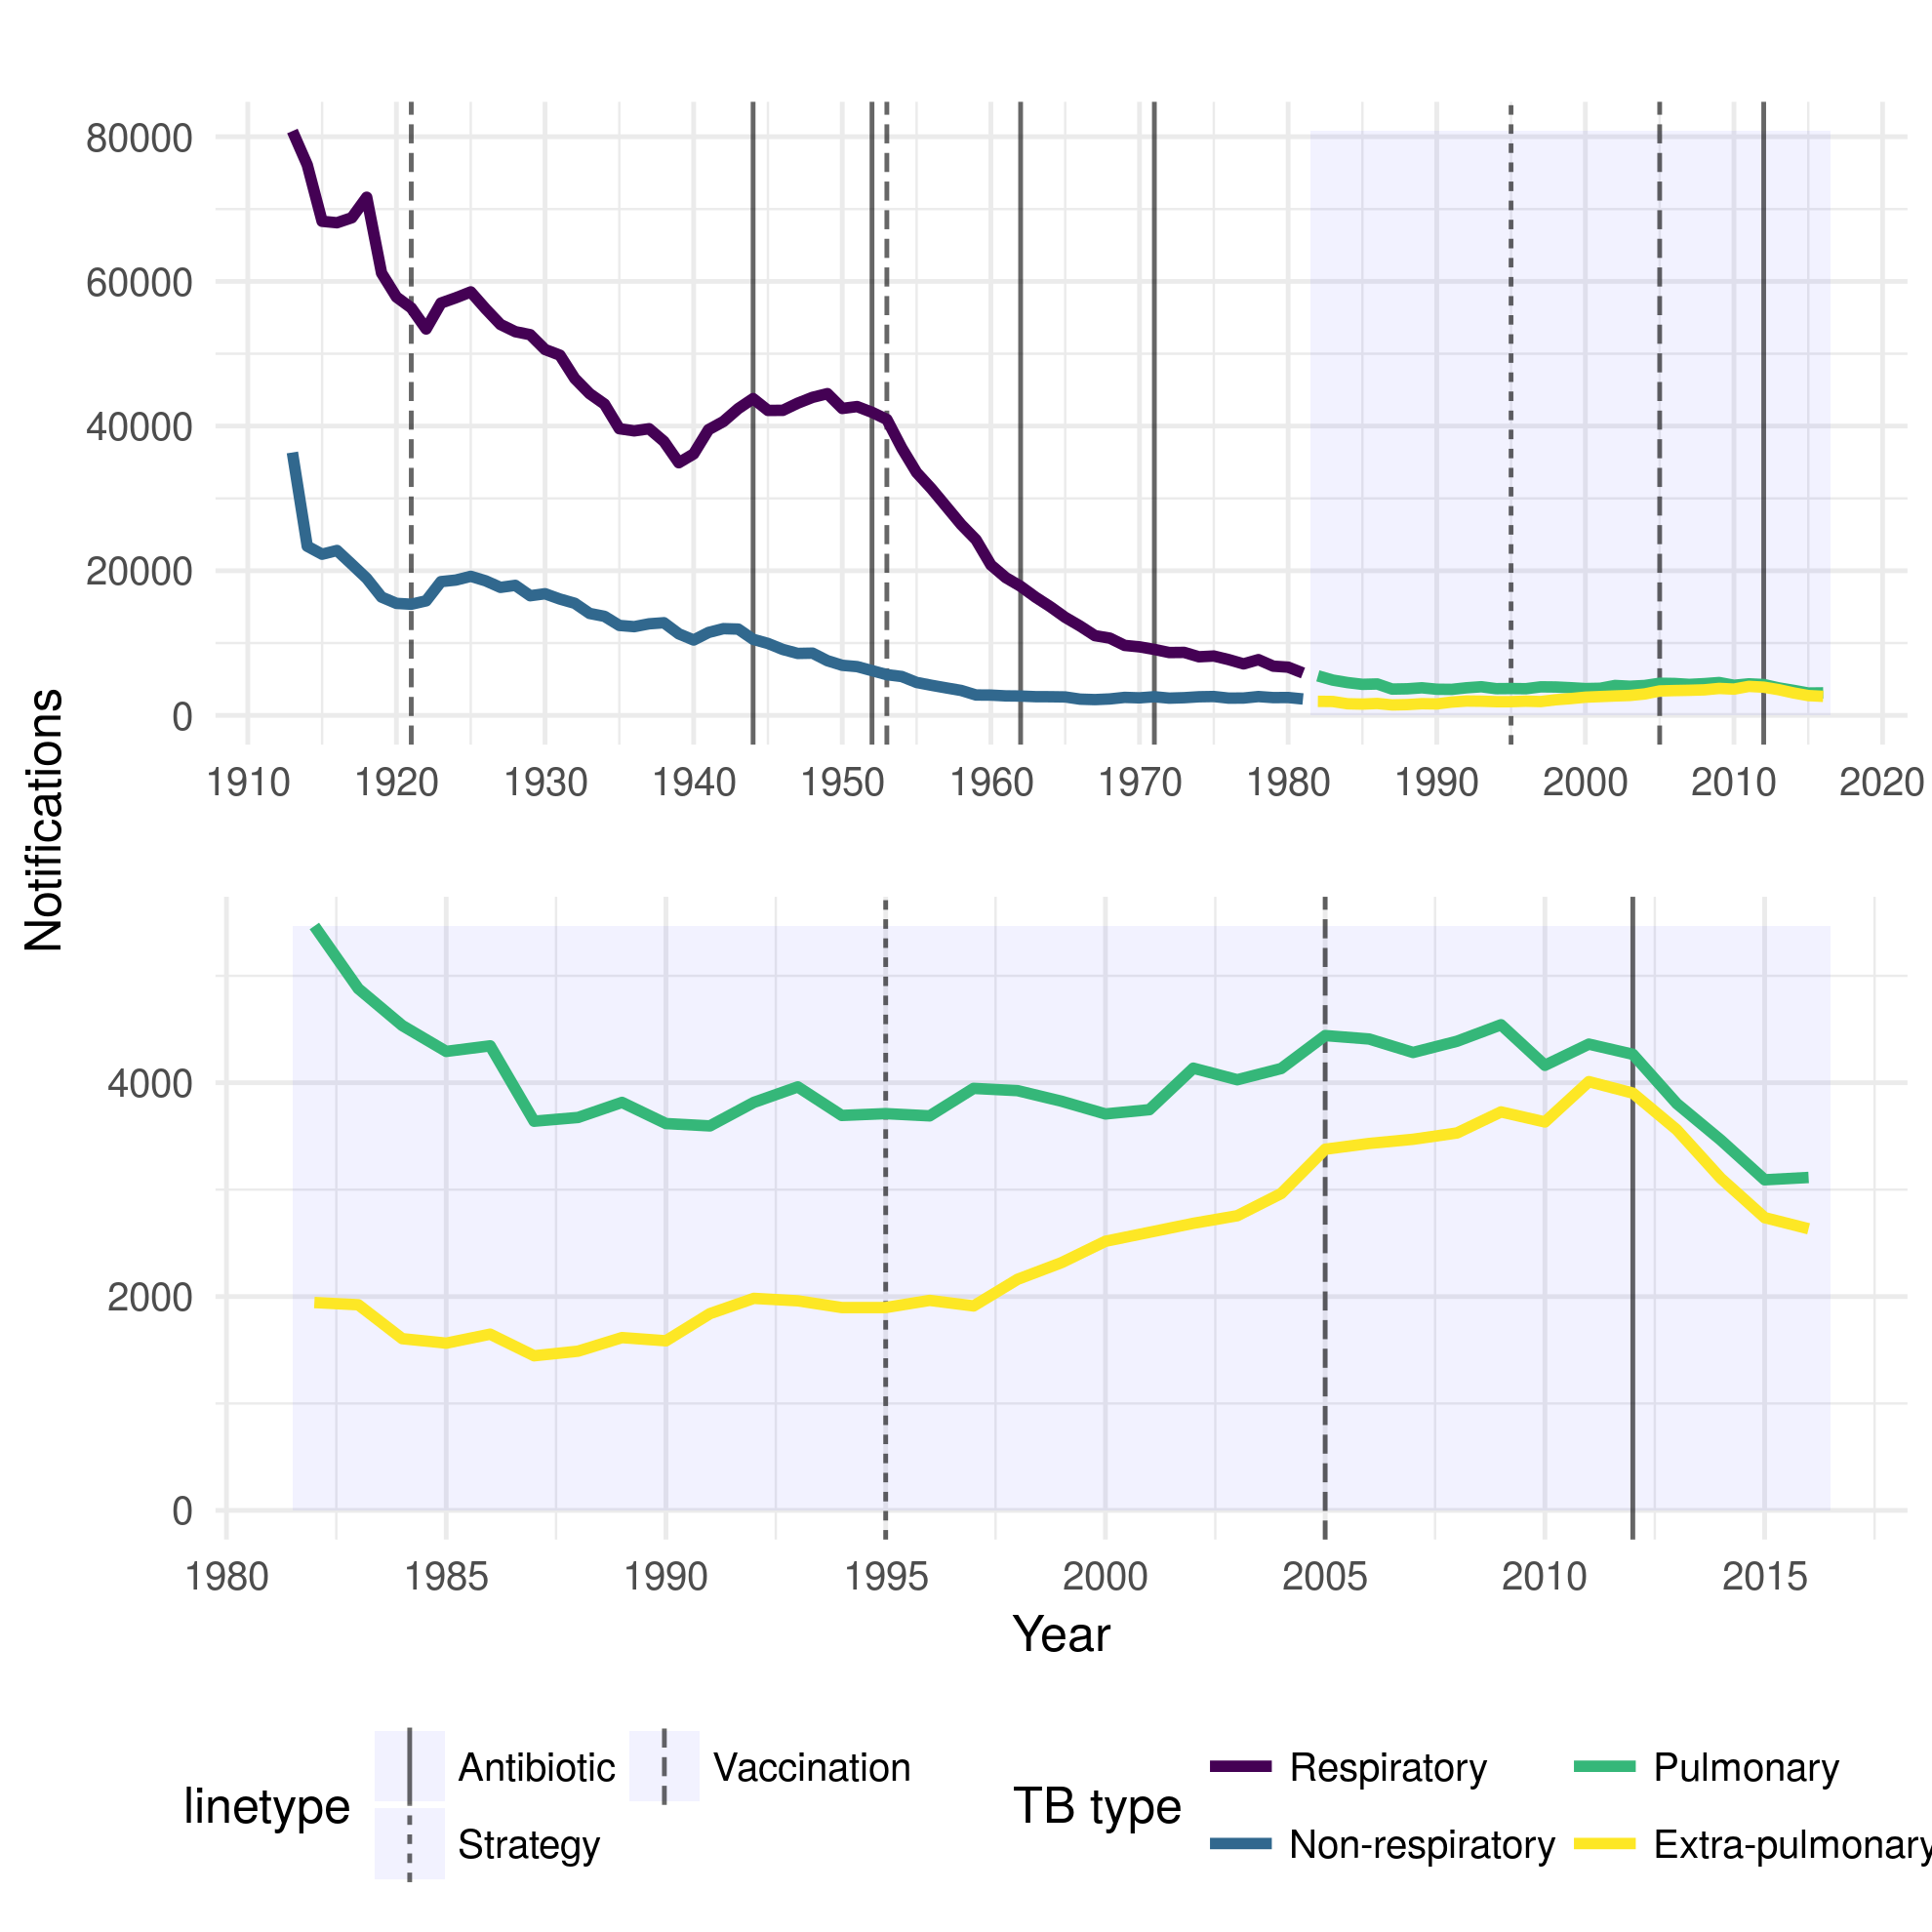 80000
60000
40000
20000
0
1910 1920 1930 1940 1950 1960 1970 1980 1990 2000 2010 2020
Notifications
4000
2000
0
1980 1985 1990 1995 2000 2005 2010 2015
Year
linetype
Antibiotic Vaccination
Strategy
TB type
Respiratory Pulmonary
Non-respiratory Extra-pulmonary